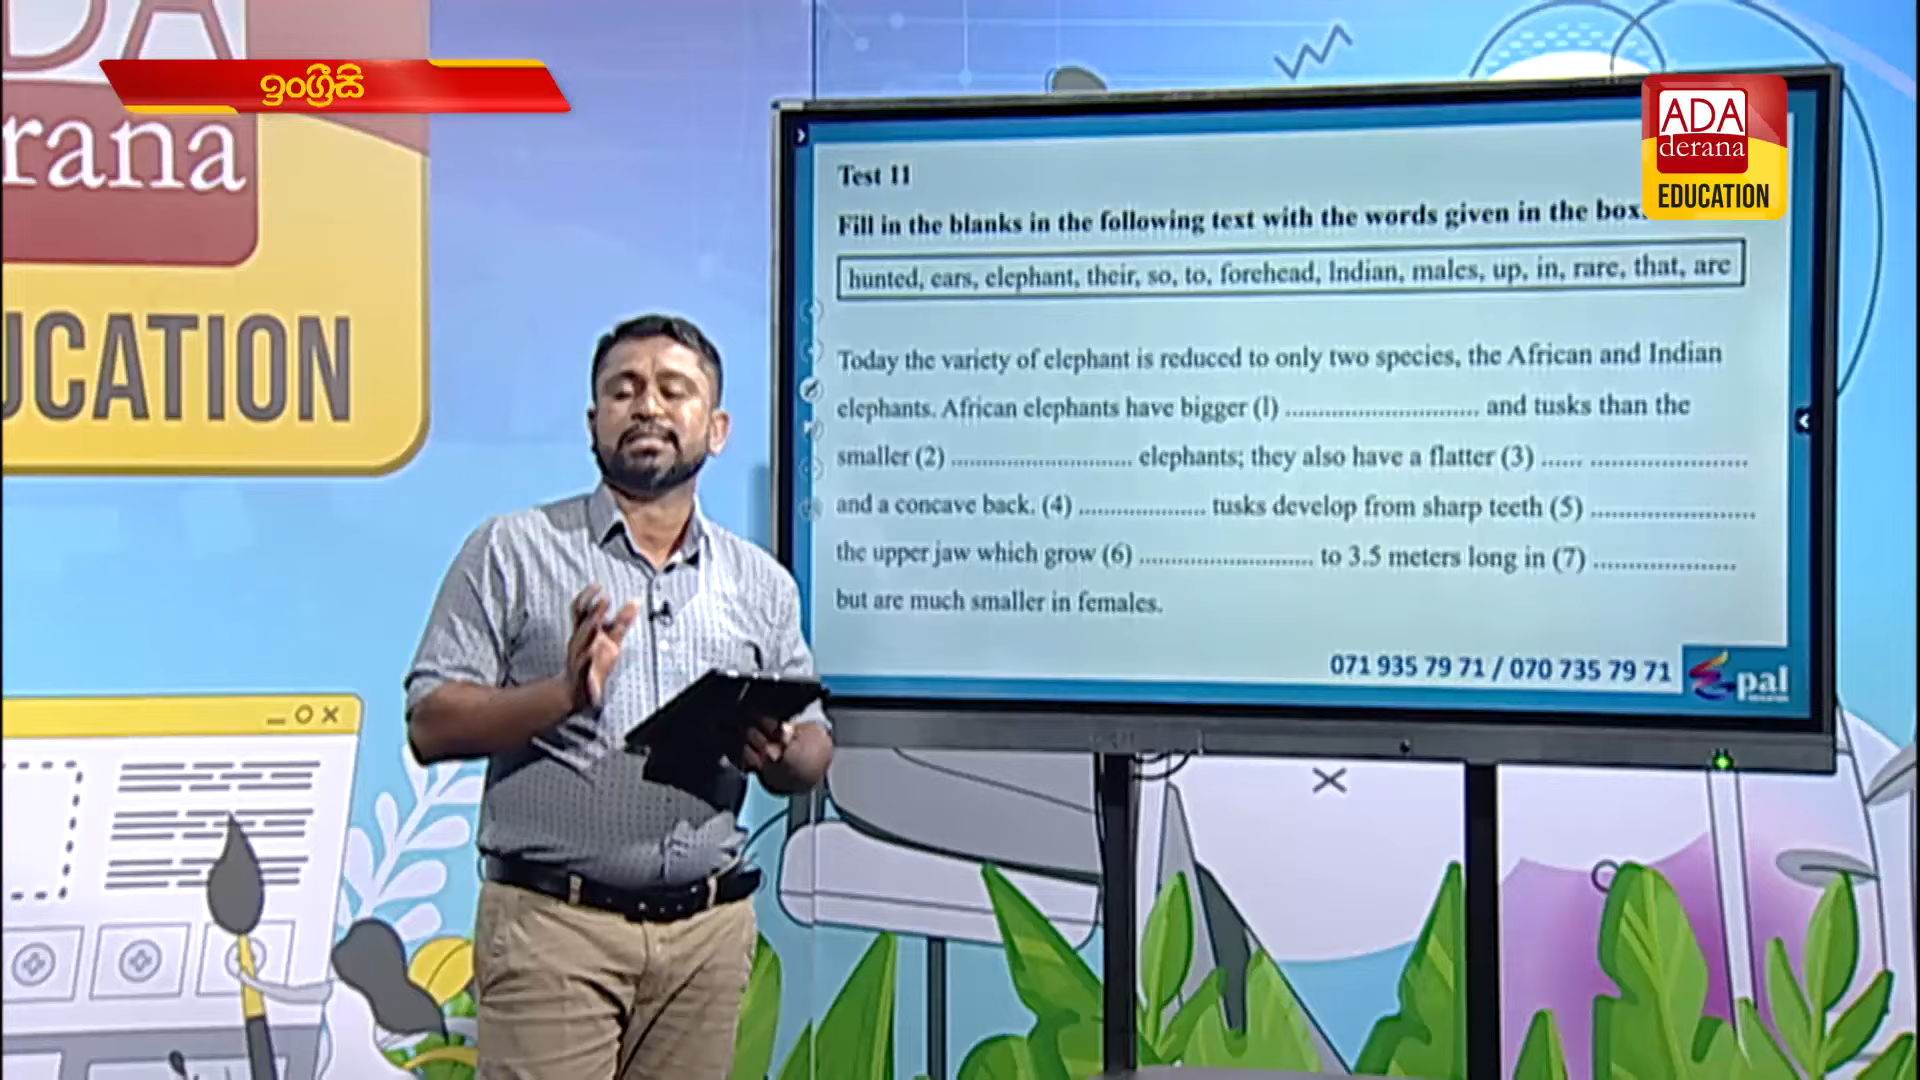 ADA
rana
UCATION
ඉංග්‍රීසි
ADA
derana
EDUCATION
Test 11
Fill in the blanks in the following text with the words given in the box.
hunted, ears, elephant, their, so, to, forehead, Indian, males, up, in, rare, that, are
Today the variety of elephant is reduced to only two species, the African and Indian
elephants. African elephants have bigger (1) .............................. and tusks than the
smaller (2) ............................ elephants; they also have a flatter (3) ...... .........................
and a concave back. (4) .................... tusks develop from sharp teeth (5) ..........................
the upper jaw which grow (6) ........................... to 3.5 meters long in (7) .......................
but are much smaller in females.
071 935 79 71 / 070 735 79 71
pal